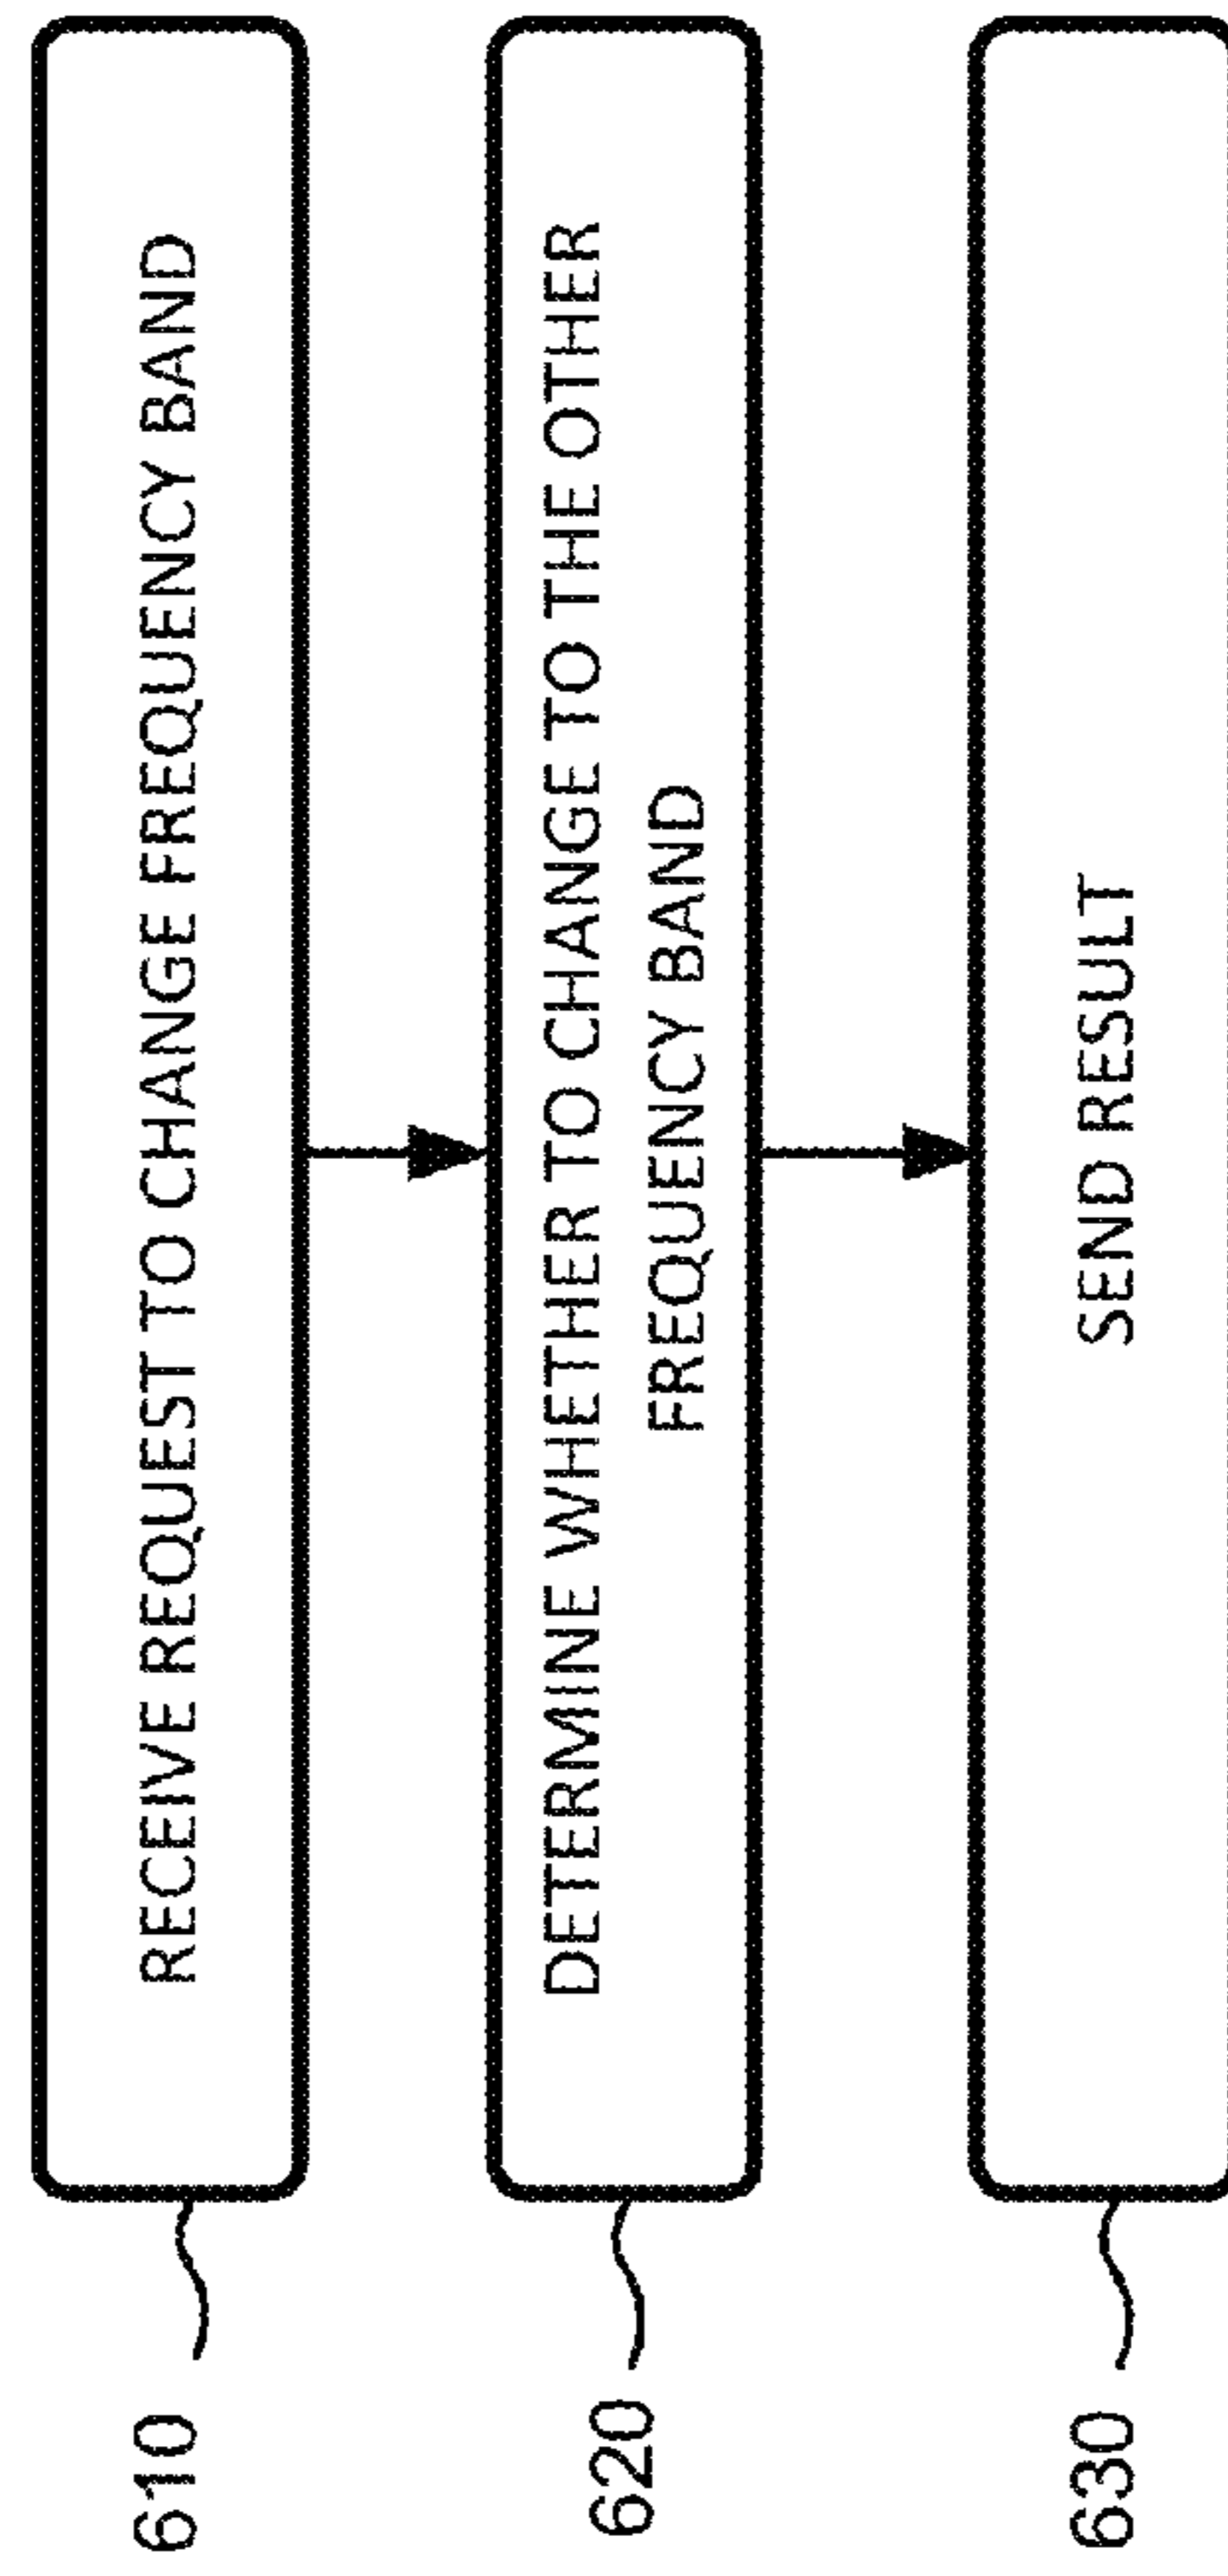 610
RECEIVE REQUEST TO CHANGE FREQUENCY BAND
620
DETERMINE WHETHER TO CHANGE TO THE OTHER
FREQUENCY BAND
630
SEND RESULT